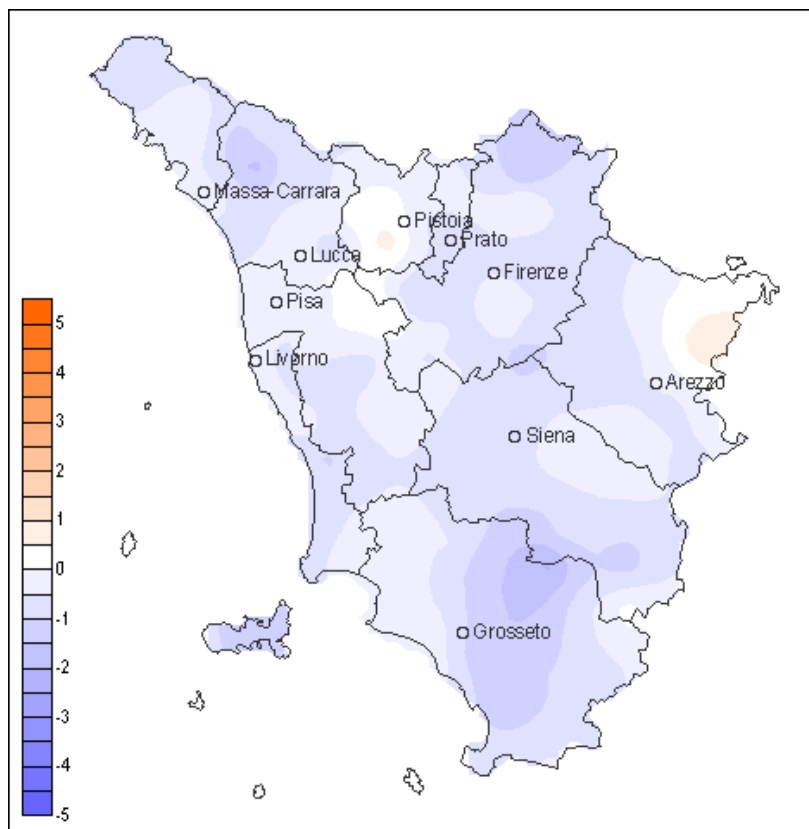 Massa-Carrara
Pistoia
Prato
Lucca
Firenze
Pisa
Livorno
Arezzo
Siena
Grosseto
5
4
3
2
1
0
-1
-2
-3
-4
-5